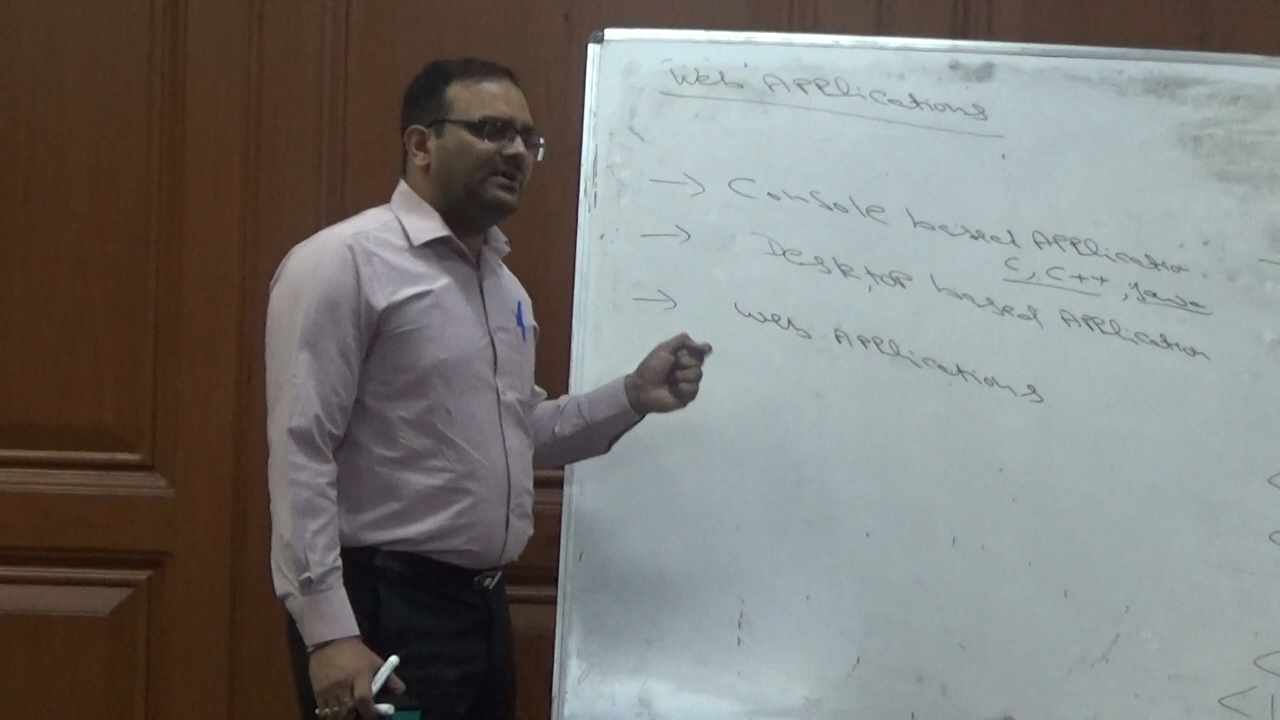 Web Applications
→ Console based Application
C, C++, Java
→ Desktop based Application
→ Web Applications